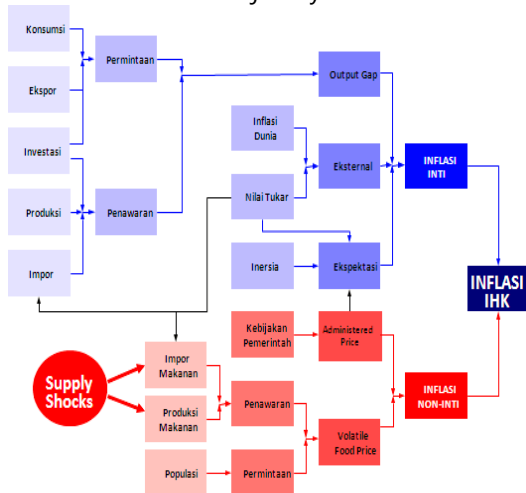 Konsumsi
Ekspor
Investasi
Produksi
Impor
Permintaan
Penawaran
Output Gap
Inflasi
Dunia
Nilai Tukar
Inersia
Eksternal
Ekspektasi
INFLASI
INTI
INFLASI
IHK
Kebijakan
Pemerintah
Administered
Price
Supply
Shocks
Impor
Makanan
Produksi
Makanan
Populasi
Penawaran
Permintaan
Volatile
Food Price
INFLASI
NON-INTI